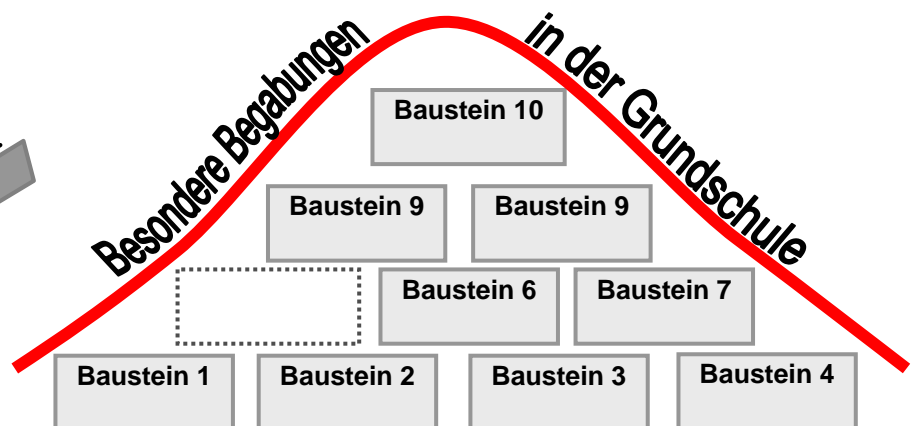 Besondere Begabungen in der Grundschule
Baustein 10
Baustein 9 Baustein 9
Baustein 6 Baustein 7
Baustein 1 Baustein 2 Baustein 3 Baustein 4